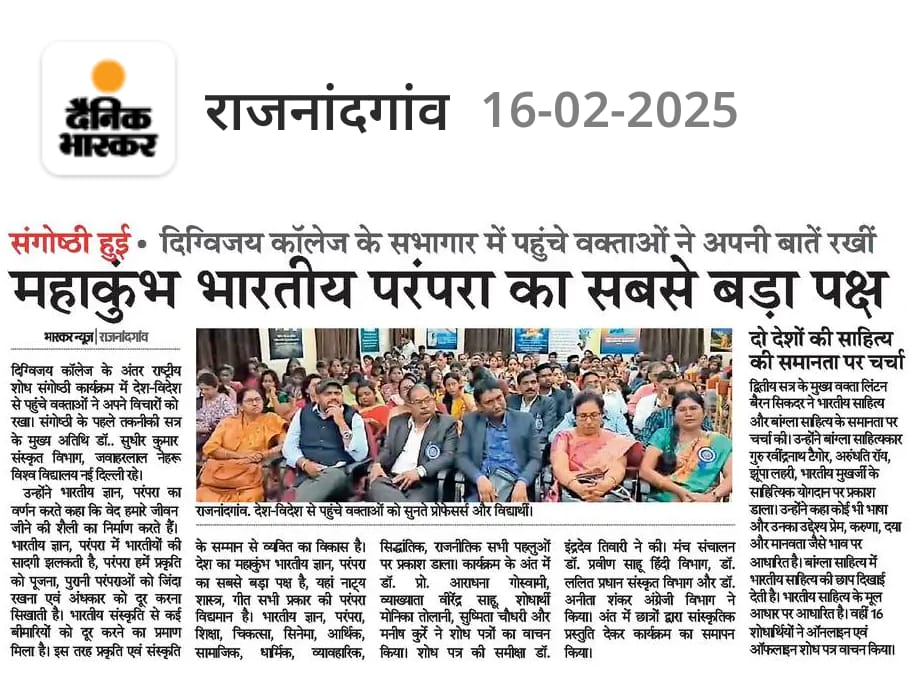 दैनिक
भास्कर
राजनांदगांव 16-02-2025
संगोष्ठी हुई • दिग्विजय कॉलेज के सभागार में पहुंचे वक्ताओं ने अपनी बातें रखीं
महाकुंभ भारतीय परंपरा का सबसे बड़ा पक्ष
भास्कर न्यूज | राजनांदगांव
दिग्विजय कॉलेज के अंतर राष्ट्रीय
शोध संगोष्ठी कार्यक्रम में देश-विदेश
से पहुंचे वक्ताओं ने अपने विचारों को
रखा। संगोष्ठी के पहले तकनीकी सत्र
के मुख्य अतिथि डॉ.. सुधीर कुमार
संस्कृत विभाग, जवाहरलाल नेहरू
विश्व विद्यालय नई दिल्ली रहे।
उन्होंने भारतीय ज्ञान, परंपरा का
वर्णन करते कहा कि वेद हमारे जीवन
जीने की शैली का निर्माण करते हैं।
भारतीय ज्ञान, परंपरा में भारतीयों की
सादगी झलकती है, परंपरा हमें प्रकृति
को पूजना, पुरानी परंपराओं को जिंदा
रखना एवं अंधकार को दूर करना
सिखाती है। भारतीय संस्कृति से कई
बीमारियों को दूर करने का प्रमाण
मिला है। इस तरह प्रकृति एवं संस्कृति
राजनांदगांव. देश-विदेश से पहुंचे वक्ताओं को सुनते प्रोफेसर्स और विद्यार्थी।
के सम्मान से व्यक्ति का विकास है।
देश का महाकुंभ भारतीय ज्ञान, परंपरा
का सबसे बड़ा पक्ष है, यहां नाट्य
शास्त्र, गीत सभी प्रकार की परंपरा
विद्यमान है। भारतीय ज्ञान, परंपरा,
शिक्षा, चिकत्सा, सिनेमा, आर्थिक,
सामाजिक, धार्मिक, व्यावहारिक,
सिद्धांतिक, राजनीतिक सभी पहलुओं
पर प्रकाश डाला। कार्यक्रम के अंत में
डॉ. प्रो. आराधना गोस्वामी,
व्याख्याता वीरेंद्र साहू, शोधार्थी
मोनिका तोलानी, सुष्मिता चौधरी और
मनीष कुर्रे ने शोध पत्रों का वाचन
किया। शोध पत्र की समीक्षा डॉ.
इंद्रदेव तिवारी ने की। मंच संचालन
डॉ. प्रवीण साहू हिंदी विभाग, डॉ.
ललित प्रधान संस्कृत विभाग और डॉ.
अनीता शंकर अंग्रेजी विभाग ने
किया। अंत में छात्रों द्वारा सांस्कृतिक
प्रस्तुति देकर कार्यक्रम का समापन
किया।
दो देशों की साहित्य
की समानता पर चर्चा
द्वितीय सत्र के मुख्य वक्ता लिंटन
बैरन सिकदर ने भारतीय साहित्य
और बांग्ला साहित्य के समानता पर
चर्चा की। उन्होंने बांग्ला साहित्यकार
गुरु रवींद्रनाथ टैगोर, अरुंधति रॉय,
झूंपा लहरी, भारतीय मुखर्जी के
साहित्यिक योगदान पर प्रकाश
डाला। उन्होंने कहा कोई भी भाषा
और उनका उद्देश्य प्रेम, करुणा, दया
और मानवता जैसे भाव पर
आधारित है। बांग्ला साहित्य में
भारतीय साहित्य की छाप दिखाई
देती है। भारतीय साहित्य के मूल
आधार पर आधारित है। वहीं 16
शोधार्थियों ने ऑनलाइन एवं
ऑफलाइन शोध पत्र वाचन किया।